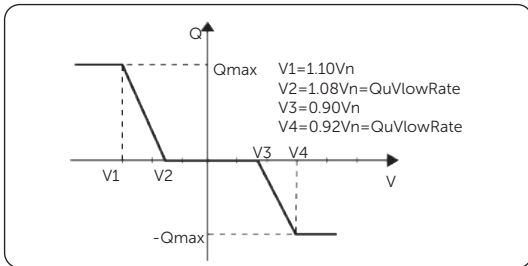 Q
Qmax
V1=1.10Vn
V2=1.08Vn=QuVlowRate
V3=0.90Vn
V4=0.92Vn=QuVlowRate
V3 V4
V1 V2
V
-Qmax